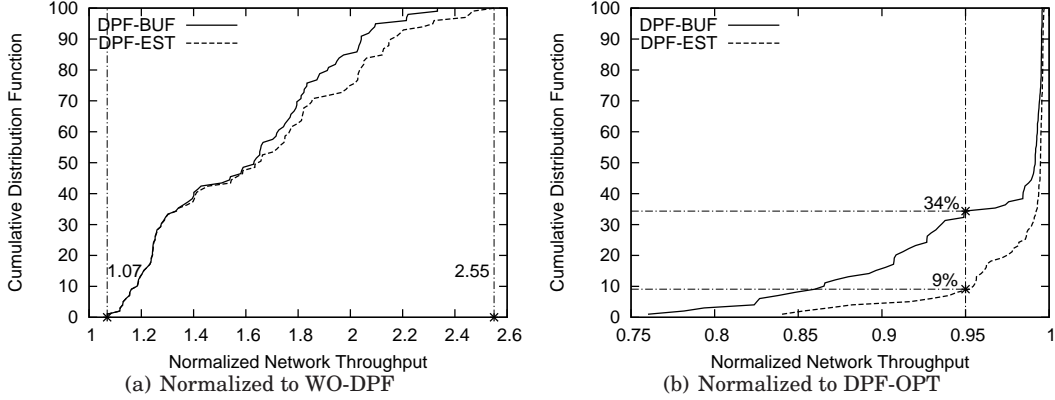 Cumulative Distribution Function
100
90
80
70
60
50
40
30
20
10
0
DPF-BUF
DPF-EST
1.07
2.55
1 1.2 1.4 1.6 1.8 2 2.2 2.4 2.6
Normalized Network Throughput
(a) Normalized to WO-DPF
Cumulative Distribution Function
100
90
80
70
60
50
40
30
20
10
0
DPF-BUF
DPF-EST
34%
9%
0.75 0.8 0.85 0.9 0.95 1
Normalized Network Throughput
(b) Normalized to DPF-OPT